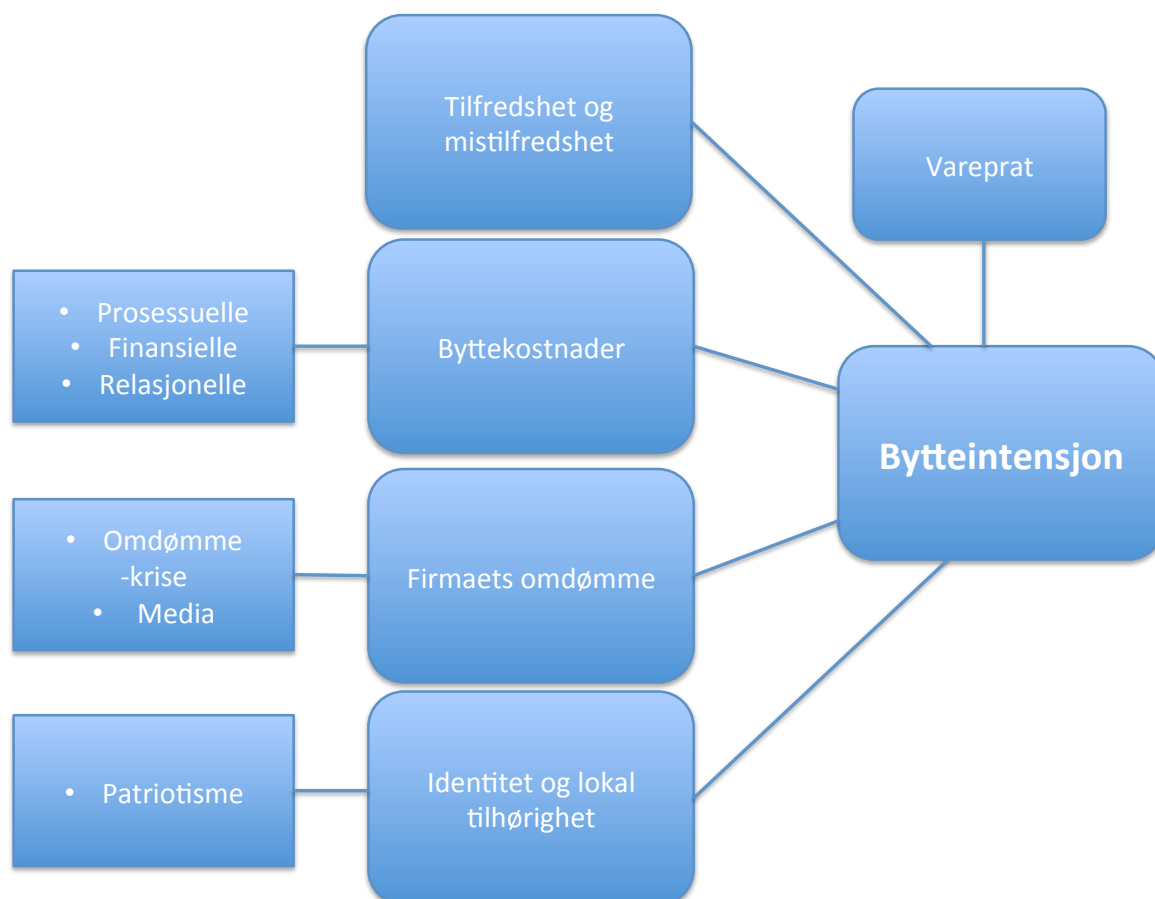 Tilfredshet og
mistilfredshet
Vareprat
• Prosessuelle
• Finansielle
• Relasjonelle
Byttekostnader
Bytteintensjon
• Omdømme
-krise
• Media
Firmaets omdømme
• Patriotisme
Identitet og lokal
tilhørighet